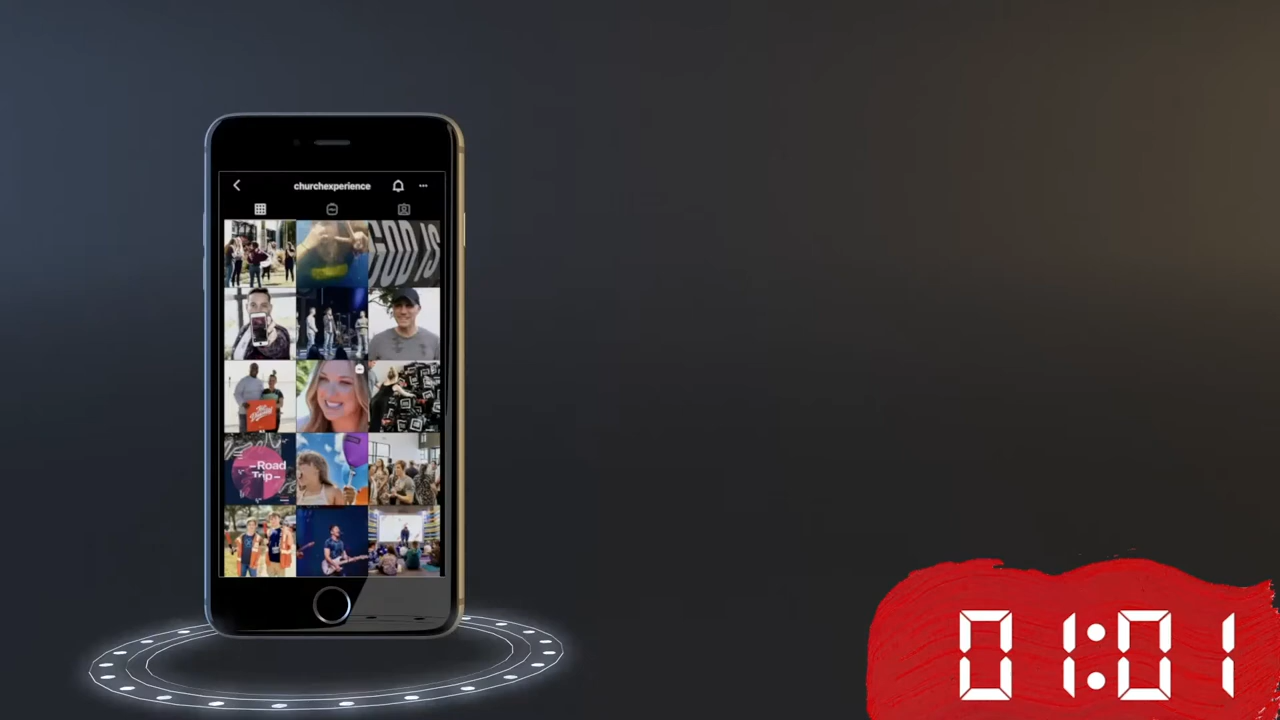 churchexperience
GOD IS
—Road
Trip—
01:01